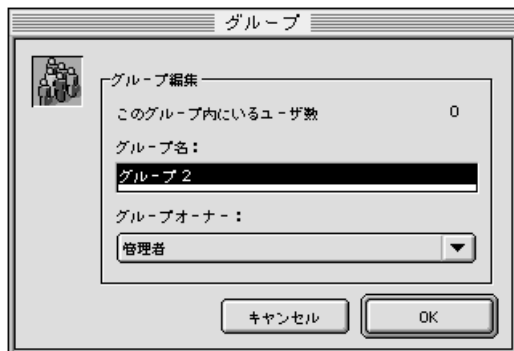 グループ
グループ編集
このグループ内にいるユーザ数 0
グループ名：
グループ2
グループオーナー：
管理者
キャンセル OK